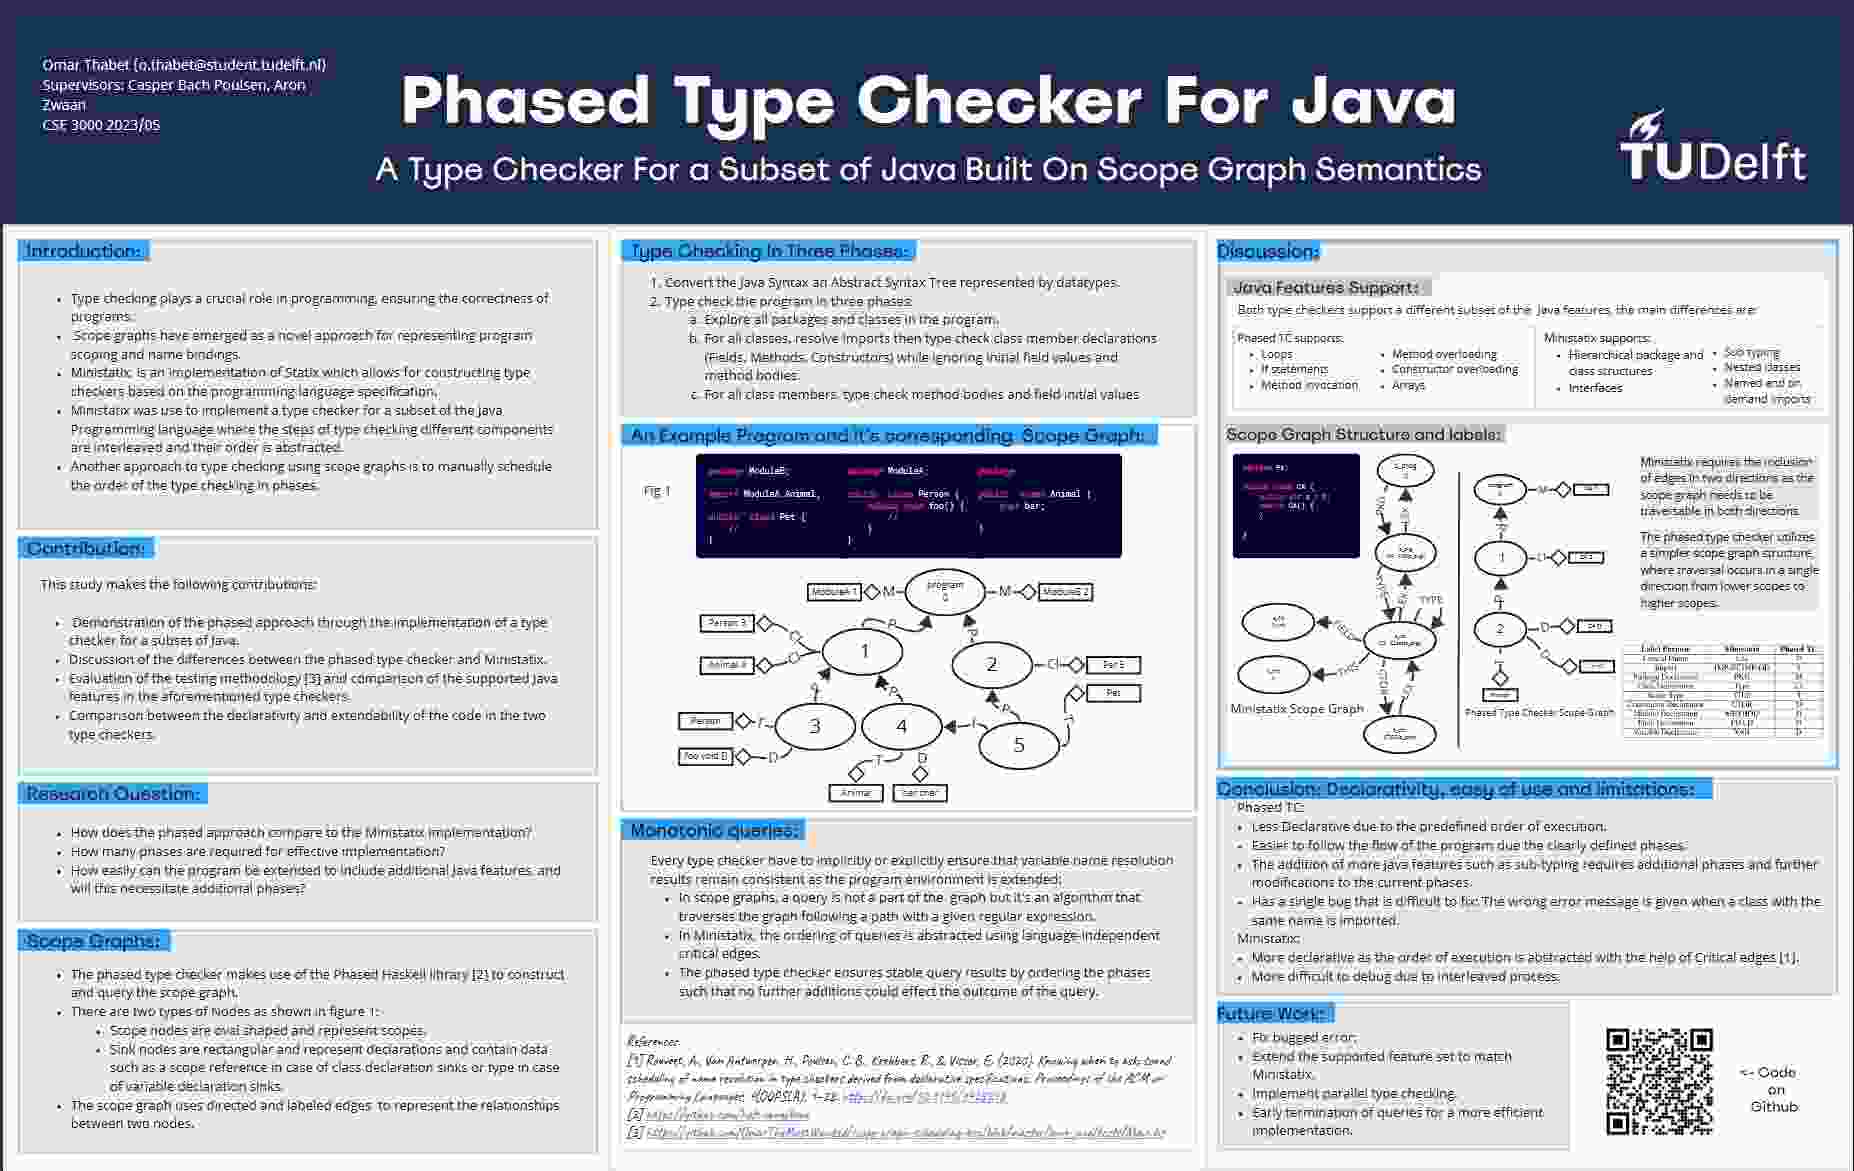 Omar Thabet (o.thabet@student.tudelft.nl)
Supervisors: Casper Bach Poulsen, Aron
Zwaan
CSE 3000 2023/05
Phased Type Checker For Java
A Type Checker For a Subset of Java Built On Scope Graph Semantics
TUDelft
Introduction:
• Type checking plays a crucial role in programming, ensuring the correctness of
programs.
• Scope graphs have emerged as a novel approach for representing program
scoping and name bindings.
• Ministatix, is an implementation of Statix which allows for constructing type
checkers based on the programming language specification.
• Ministatix was use to implement a type checker for a subset of the Java
Programming language where the steps of type checking different components
are interleaved and their order is abstracted.
• Another approach to type checking using scope graphs is to manually schedule
the order of the type checking in phases.
Contribution:
This study makes the following contributions:
• Demonstration of the phased approach through the implementation of a type
checker for a subset of Java.
• Discussion of the differences between the phased type checker and Ministatix.
• Evaluation of the testing methodology [3] and comparison of the supported Java
features in the aforementioned type checkers.
• Comparison between the declarativity and extendability of the code in the two
type checkers.
Research Question:
• How does the phased approach compare to the Ministatix implementation?
• How many phases are required for effective implementation?
• How easily can the program be extended to include additional Java features, and
will this necessitate additional phases?
Scope Graphs:
• The phased type checker makes use of the Phased Haskell library [2] to construct
and query the scope graph.
• There are two types of Nodes as shown in figure 1:
• Scope nodes are oval shaped and represent scopes.
• Sink nodes are rectangular and represent declarations and contain data
such as a scope reference in case of class declaration sinks or type in case
of variable declaration sinks.
• The scope graph uses directed and labeled edges to represent the relationships
between two nodes.
Type Checking In Three Phases:
1. Convert the Java Syntax an Abstract Syntax Tree represented by datatypes.
2. Type check the program in three phases:
a. Explore all packages and classes in the program.
b. For all classes, resolve imports then type check class member declarations
(Fields, Methods, Constructors) while ignoring initial field values and
method bodies.
c. For all class members, type check method bodies and field initial values
An Example Program and it's corresponding Scope Graph:
Fig 1
package ModuleB;
import ModuleA.Animal;
public class Pet {
//
}
package ModuleA;
public class Person {
void foo() {
//
}
}
package
public class Animal {
char bar;
}
ModuleA 1
M
program
0
M
ModuleB 2
Person 3
Animal 4
1
P
P
2
Cl
Pet 5
Pet
Person
Foo void []
D
3
4
5
T
D
Animal
bar char
Monotonic queries:
Every type checker have to implicitly or explicitly ensure that variable name resolution
results remain consistent as the program environment is extended:
• In scope graphs, a query is not a part of the graph but it's an algorithm that
traverses the graph following a path with a given regular expression.
• In Ministatix, the ordering of queries is abstracted using language-independent
critical edges.
• The phased type checker ensures stable query results by ordering the phases
such that no further additions could effect the outcome of the query.
References:
[1] Rouvoet, A., Van Antwerpen, H., Poulsen, C. B., Krebbers, R., & Visser, E. (2020). Knowing when to ask: sound
scheduling of name resolution in type checkers derived from declarative specifications. Proceedings of the ACM on
Programming Languages, 4(OOPSLA), 1-28.
[2]
[3]
Discussion:
Java Features Support:
Both type checkers support a different subset of the Java features, the main differences are:
Phased TC supports:
• Loops
• If statements
• Method invocation
• Method overloading
• Constructor overloading
• Arrays
Ministatix supports:
• Hierarchical package and
class structures
• Interfaces
• Sub typing
• Nested classes
• Named and on
demand imports
Scope Graph Structure and labels:
TYPE
FIELD
THIS
Ministatix Scope Graph
M
1
Cl
2
D
D
Phased Type Checker Scope Graph
Ministatix requires the inclusion
of edges in two directions as the
scope graph needs to be
traversable in both directions.
The phased type checker utilizes
a simpler scope graph structure,
where traversal occurs in a single
direction from lower scopes to
higher scopes.
Label Purpose Ministatix Phased TC
Conclusion: Declarativity, easy of use and limitations:
Phased TC:
• Less Declarative due to the predefined order of execution.
• Easier to follow the flow of the program due the clearly defined phases.
• The addition of more java features such as sub-typing requires additional phases and further
modifications to the current phases.
• Has a single bug that is difficult to fix: The wrong error message is given when a class with the
same name is imported.
Ministatix:
• More declarative as the order of execution is abstracted with the help of Critical edges [1].
• More difficult to debug due to interleaved process.
Future Work:
• Fix bugged error;
• Extend the supported feature set to match
Ministatix.
• Implement parallel type checking.
• Early termination of queries for a more efficient
implementation.
<- Code
on
Github